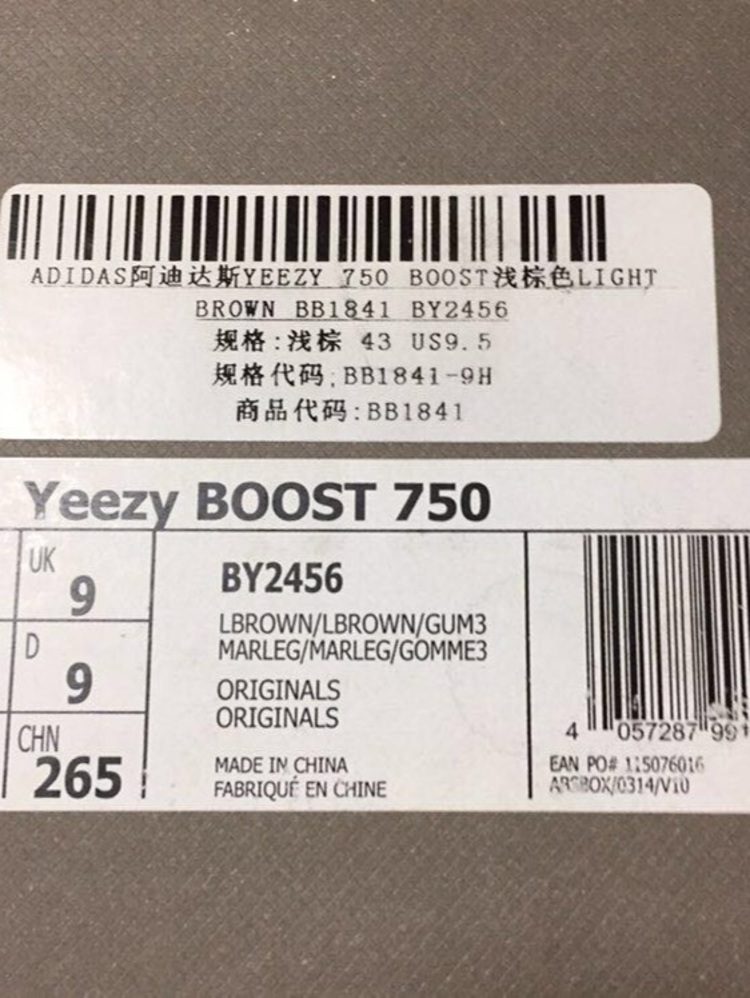 ADIDAS阿迪达斯YEEZY 750 BOOST浅棕色LIGHT
BROWN BB1841 BY2456
规格:浅棕 43 US9.5
规格代码:BB1841-9H
商品代码:BB1841
Yeezy BOOST 750
UK
9
D
9
CHN
265
BY2456
LBROWN/LBROWN/GUM3
MARLEG/MARLEG/GOMME3
ORIGINALS
ORIGINALS
MADE IN CHINA
FABRIQUÉ EN CHINE
4 057287 991
EAN PO# 115076016
ARSBOX/0314/V10